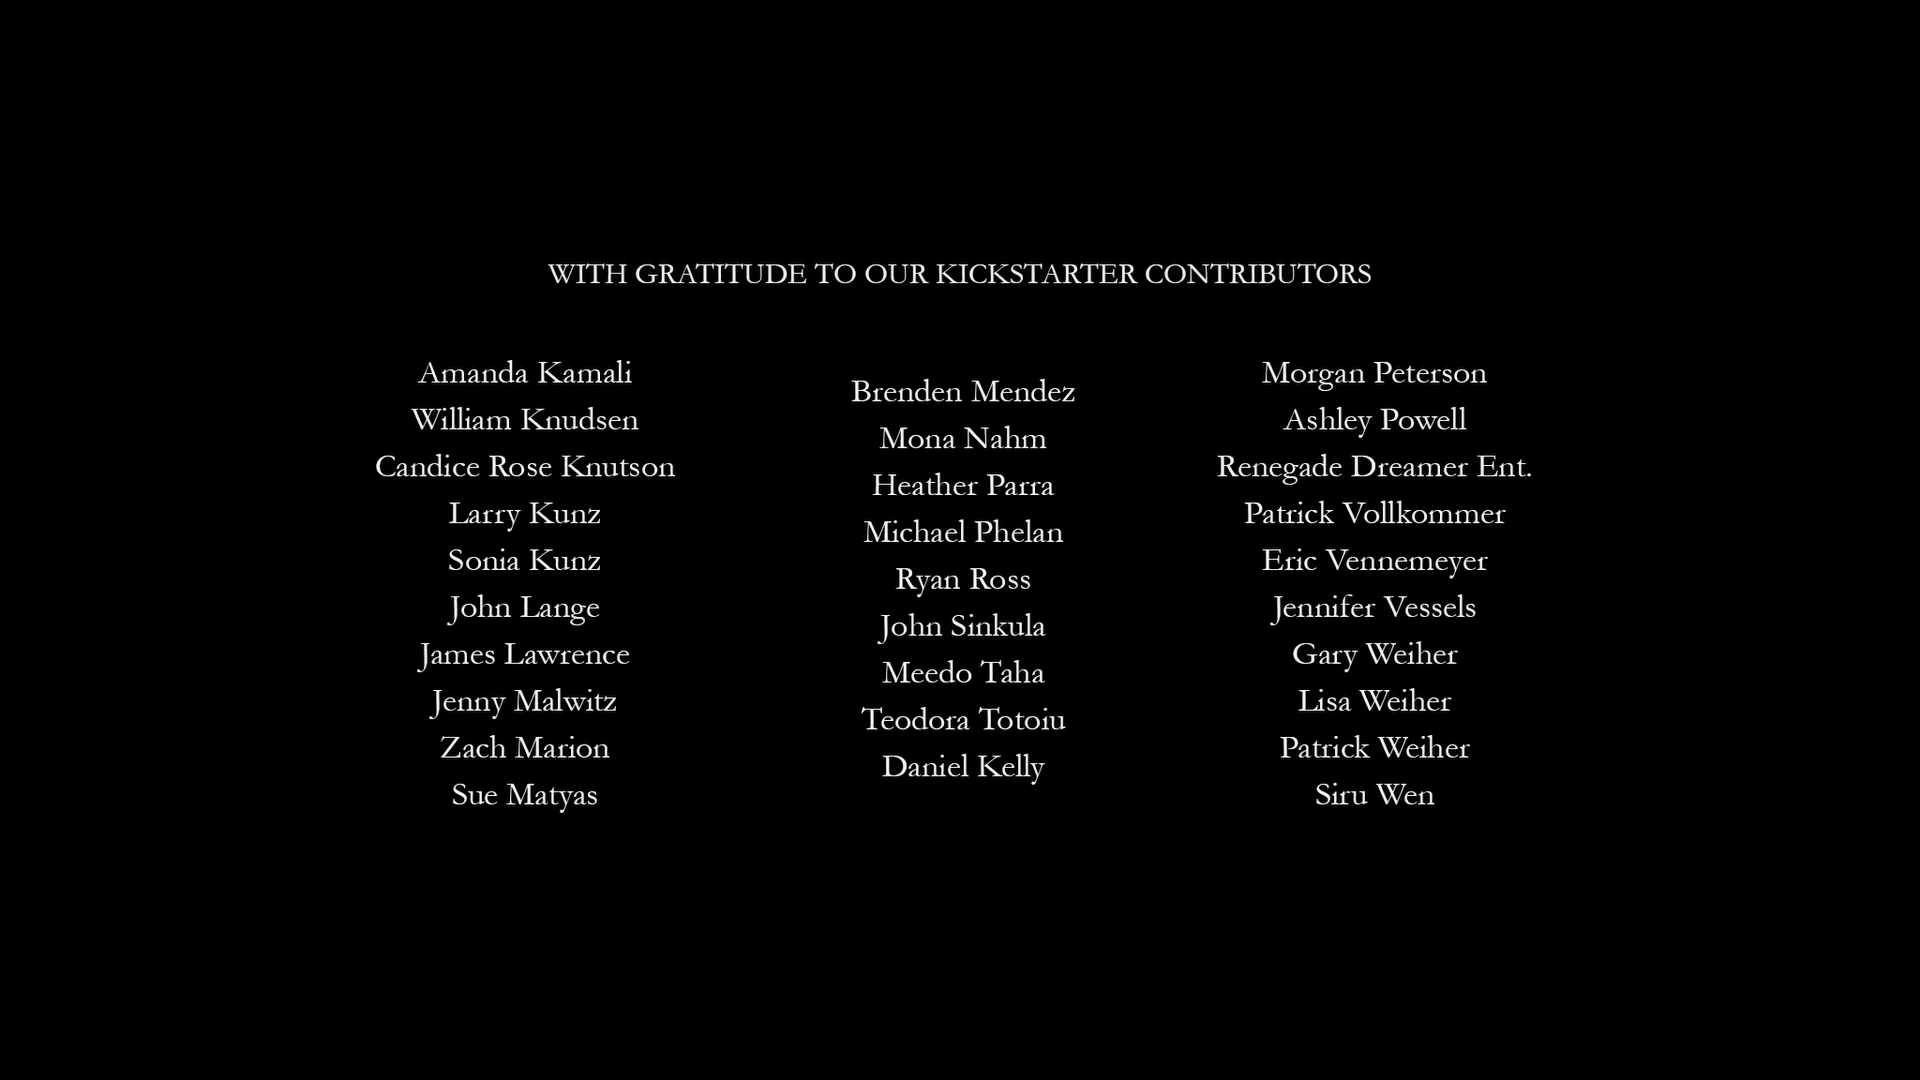 WITH GRATITUDE TO OUR KICKSTARTER CONTRIBUTORS
Amanda Kamali
William Knudsen
Candice Rose Knutson
Larry Kunz
Sonia Kunz
John Lange
James Lawrence
Jenny Malwitz
Zach Marion
Sue Matyas
Brenden Mendez
Mona Nahm
Heather Parra
Michael Phelan
Ryan Ross
John Sinkula
Meedo Taha
Teodora Totoiu
Daniel Kelly
Morgan Peterson
Ashley Powell
Renegade Dreamer Ent.
Patrick Vollkommer
Eric Vennemeyer
Jennifer Vessels
Gary Weiher
Lisa Weiher
Patrick Weiher
Siru Wen